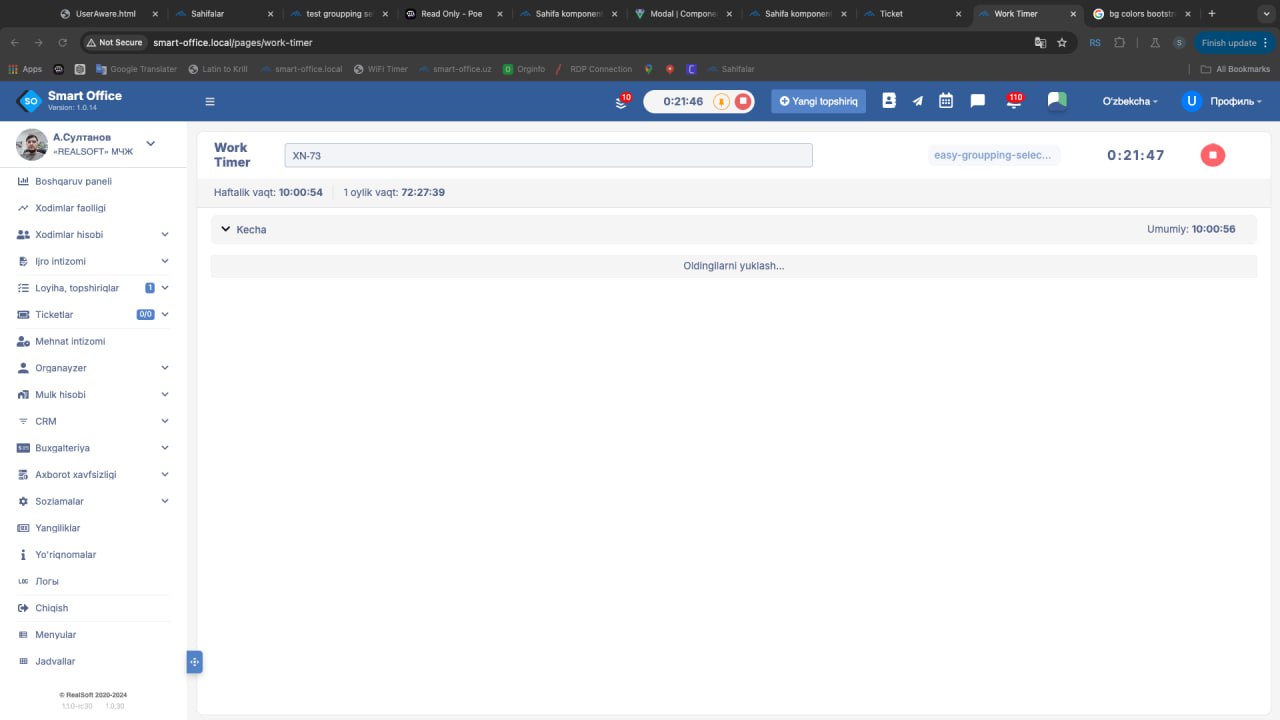 UserAware.html
Sahifalar
test groupping se
Read Only - Poe
Sahifa komponen
Modal | Compone
Sahifa komponen
Ticket
Work Timer
bg colors bootstr
Not Secure
smart-office.local/pages/work-timer
RS
S
Finish update
Apps
Google Translater
Lotin to Krill
smart-office.local
WiFi Timer
smart-office.uz
Orginfo
RDP Connection
Sahifalar
All Bookmarks
SO
Smart Office
Version: 1.0.14
10
0:21:46
Yangi topshiriq
110
O'zbekcha
U
Профиль
А.Султанов
«REALSOFT» МЧЖ
Boshqaruv paneli
Xodimlar faolligi
Xodimlar hisobi
Ijro intizomi
Loyiha, topshiriqlar 1
Ticketlar 0/0
Mehnat intizomi
Organayzer
Mulk hisobi
CRM
Buxgalteriya
Axborot xavfsizligi
Sozlamalar
Yangiliklar
Yo'riqnomalar
LOG Логы
Chiqish
Menyular
Jadvallar
© RealSoft 2020-2024
1.0.30
Work Timer
XN-73
easy-groupping-selec...
0:21:47
Haftalik vaqt: 10:00:54
1 oylik vaqt: 72:27:39
Kecha
Umumiy: 10:00:56
Oldingilarni yuklash...